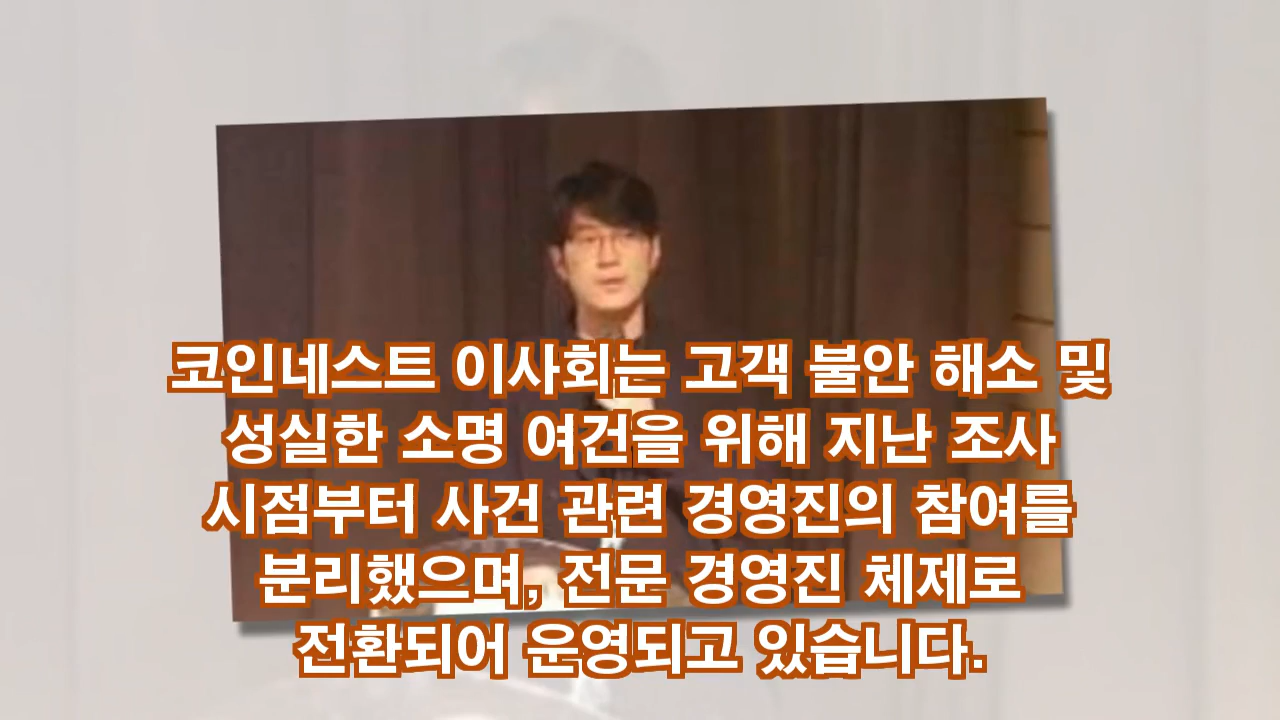 코인네스트 이사회는 고객 불안 해소 및
성실한 소명 여건을 위해 지난 조사
시점부터 사건 관련 경영진의 참여를
분리했으며, 전문 경영진 체제로
전환되어 운영되고 있습니다.